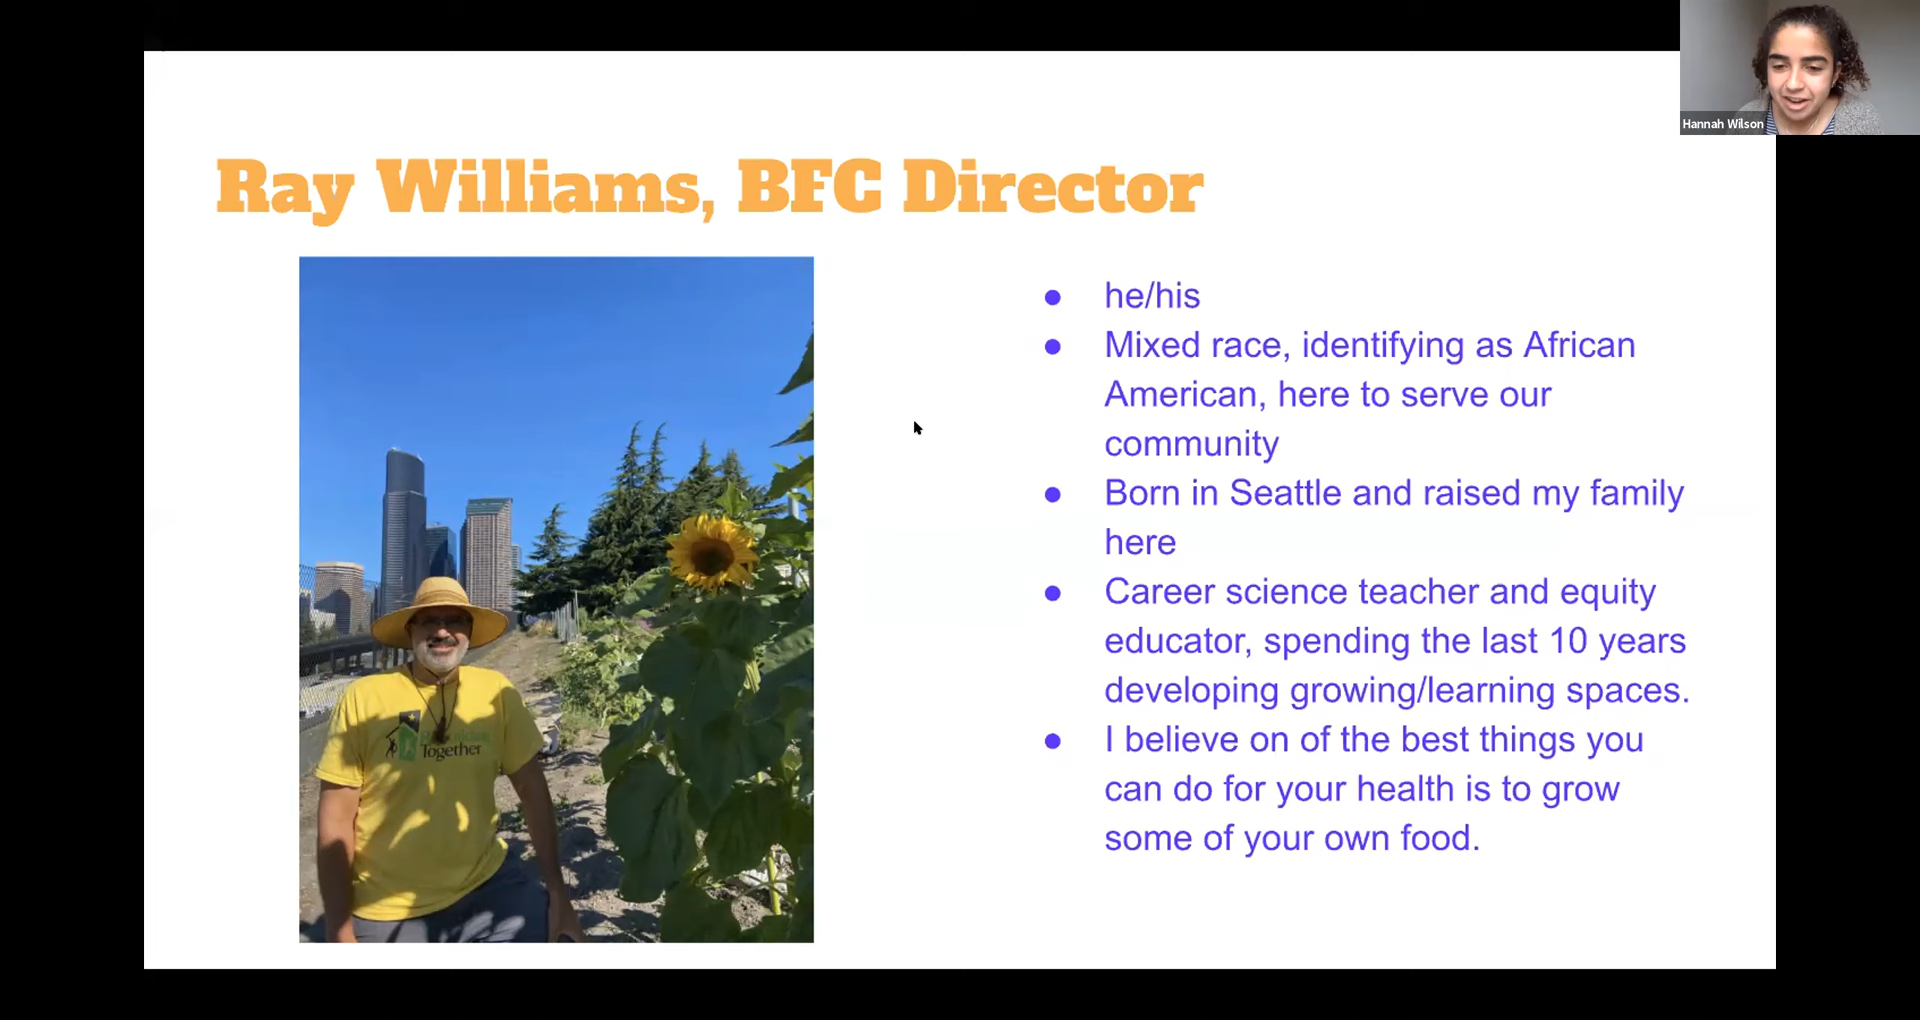 Hannah Wilson
Ray Williams, BFC Director
● he/his
● Mixed race, identifying as African
American, here to serve our
community
● Born in Seattle and raised my family
here
● Career science teacher and equity
educator, spending the last 10 years
developing growing/learning spaces.
● I believe on of the best things you
can do for your health is to grow
some of your own food.
Together